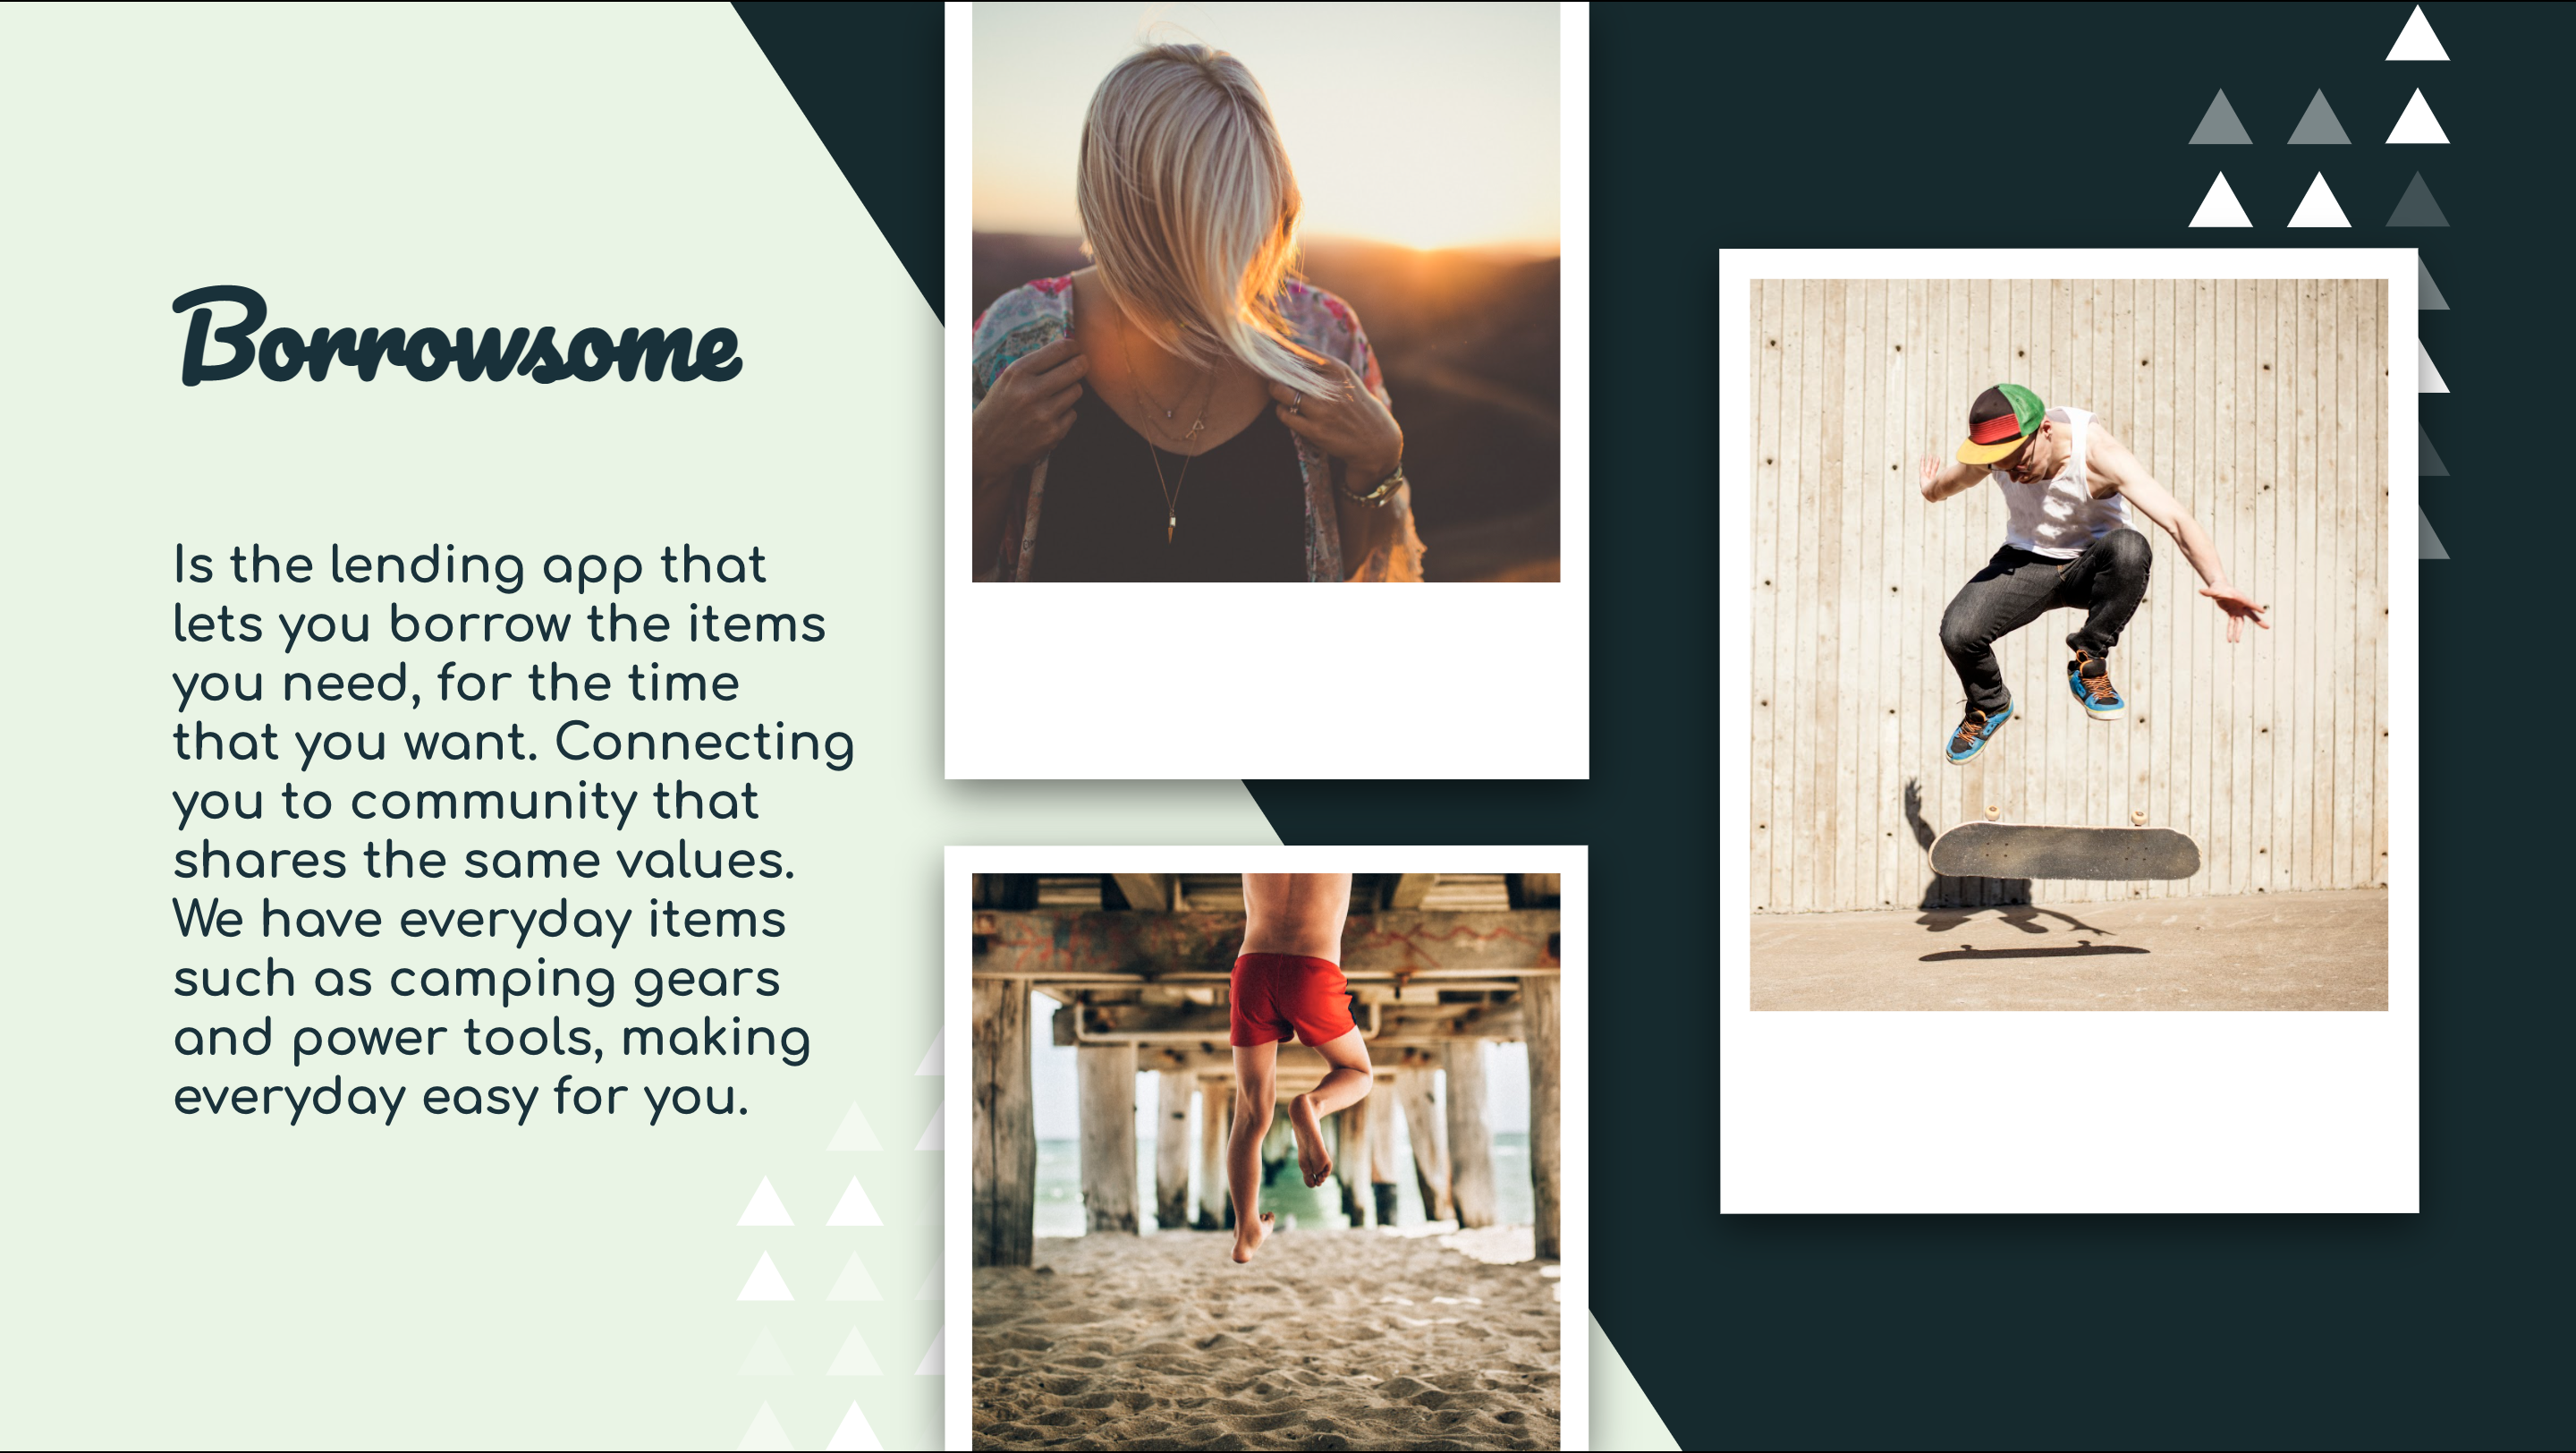 Borrowsome
Is the lending app that
lets you borrow the items
you need, for the time
that you want. Connecting
you to community that
shares the same values.
We have everyday items
such as camping gears
and power tools, making
everyday easy for you.